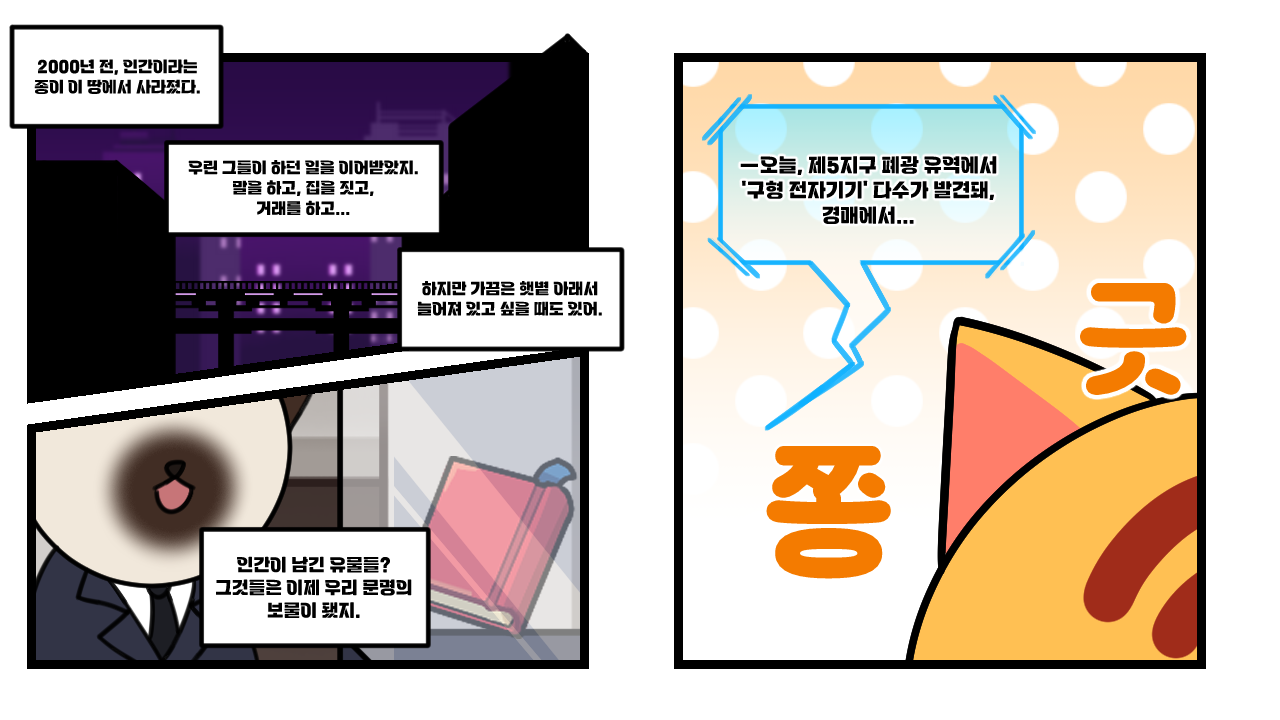 2000년 전, 인간이라는
종이 이 땅에서 사라졌다.
우린 그들이 하던 일을 이어받았지.
말을 하고, 집을 짓고,
거래를 하고...
하지만 가끔은 햇볕 아래서
늘어져 있고 싶을 때도 있어.
인간이 남긴 유물들?
그것들은 이제 우리 문명의
보물이 됐지.
—오늘, 제5지구 폐광 유역에서
'구형 전자기기' 다수가 발견돼,
경매에서...
쫑
긋